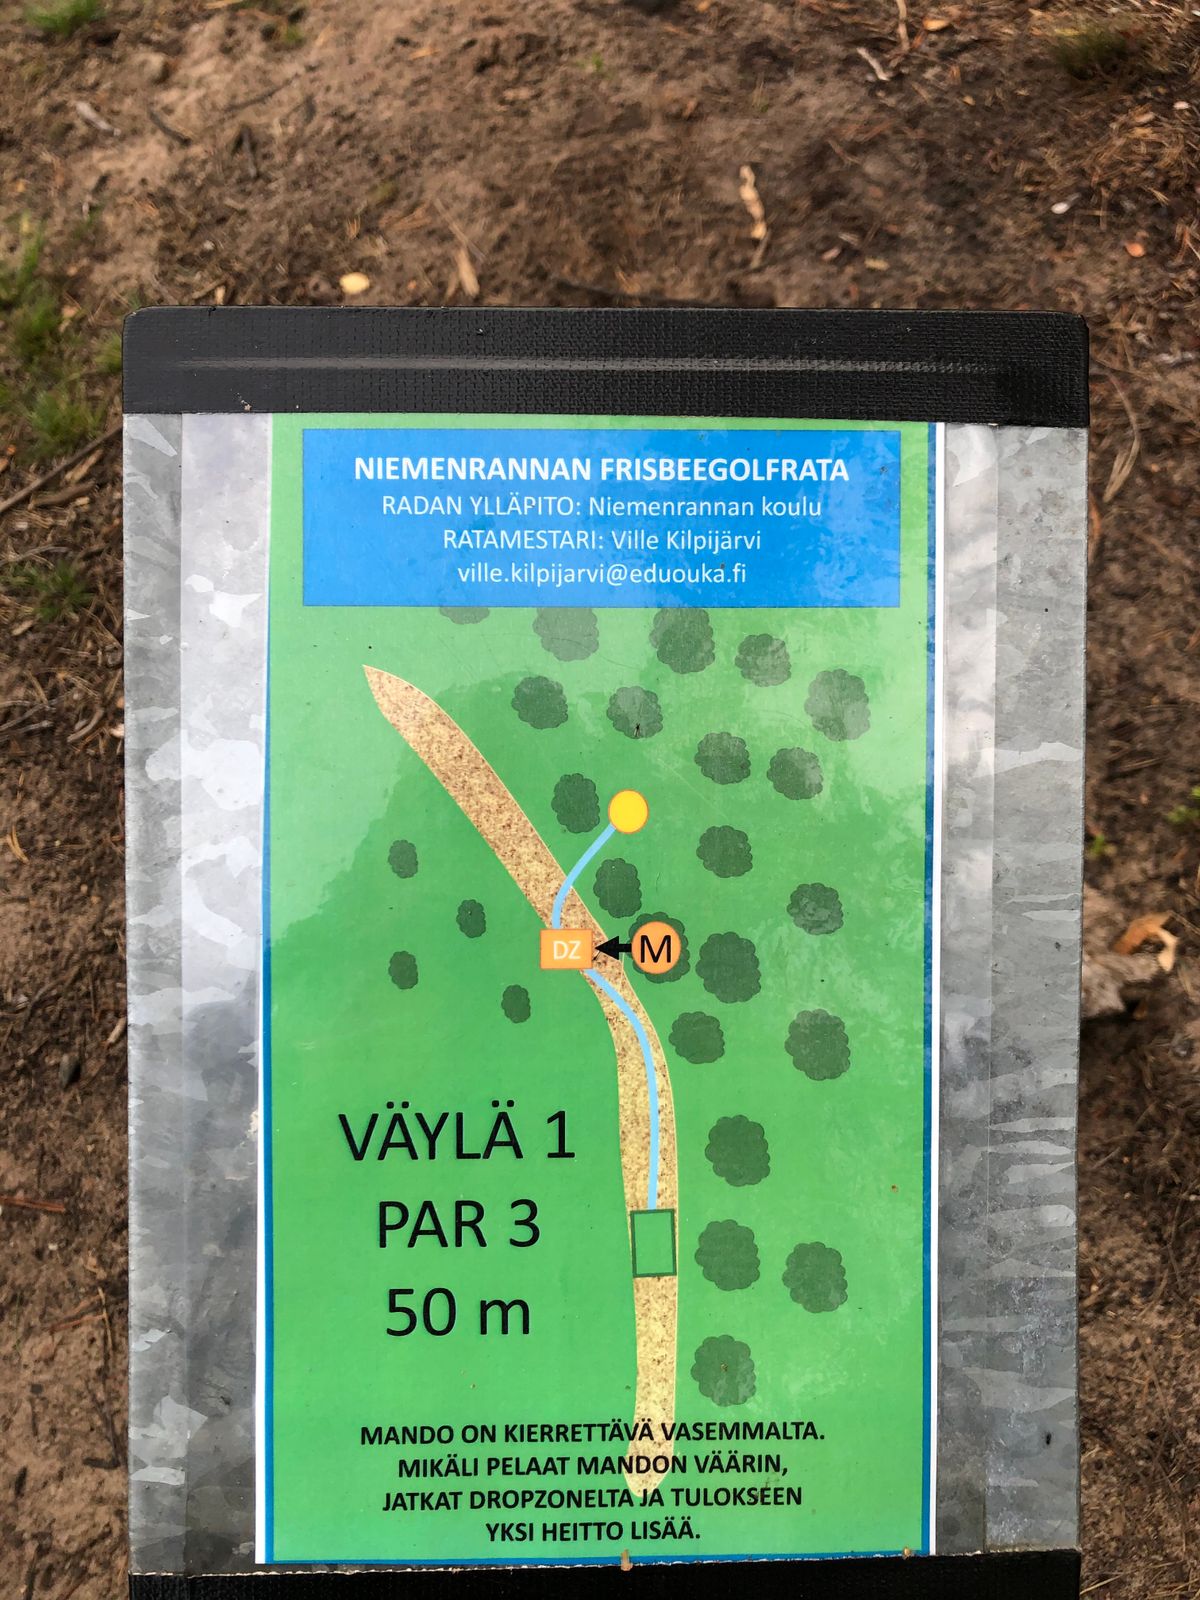 NIEMENRANNAN FRISBEEGOLFRATA
RADAN YLLÄPITO: Niemenrannan koulu
RATAMESTARI: Ville Kilpijärvi
ville.kilpijarvi@eduouka.fi
DZ
M
VÄYLÄ 1
PAR 3
50 m
MANDO ON KIERRETTÄVÄ VASEMMALTA.
MIKÄLI PELAAT MANDON VÄÄRIN,
JATKAT DROPZONELTA JA TULOKSEEN
YKSI HEITTO LISÄÄ.